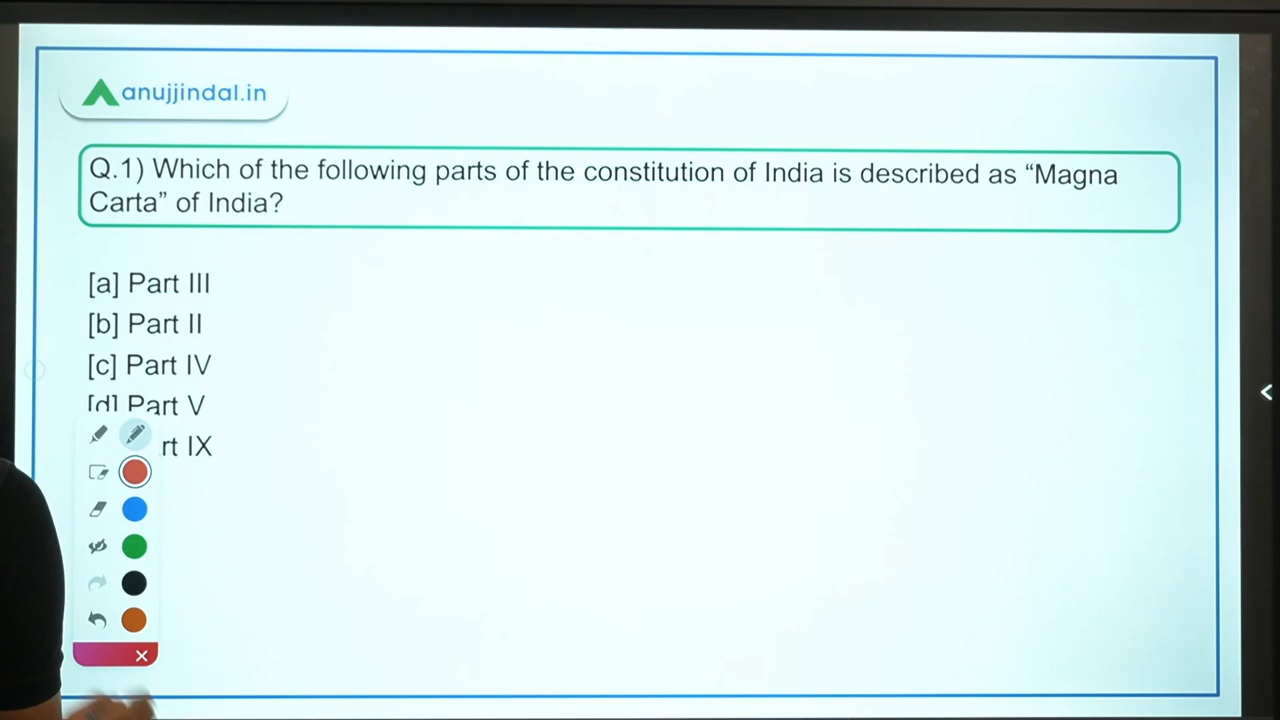 anujjindal.in
Q.1) Which of the following parts of the constitution of India is described as “Magna
Carta” of India?
[a] Part III
[b] Part II
[c] Part IV
[d] Part V
rt IX